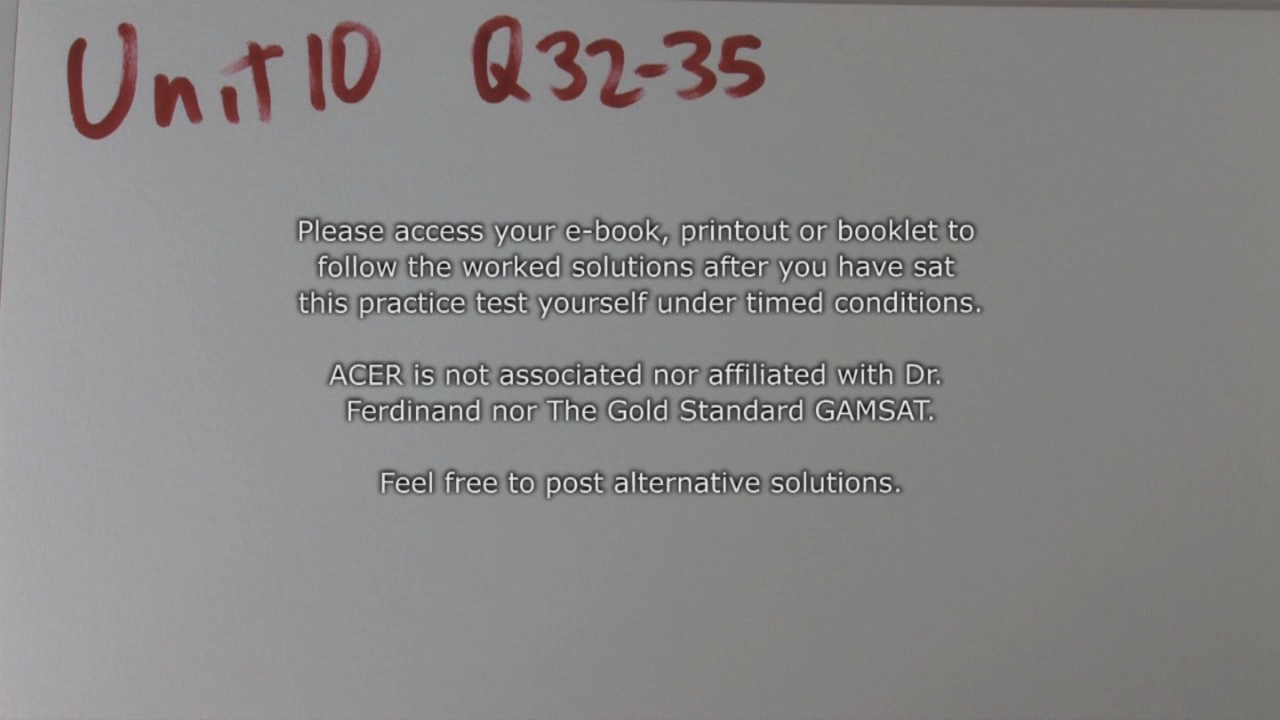 Unit 10 Q32-35
Please access your e-book, printout or booklet to
follow the worked solutions after you have sat
this practice test yourself under timed conditions.
ACER is not associated nor affiliated with Dr.
Ferdinand nor The Gold Standard GAMSAT.
Feel free to post alternative solutions.